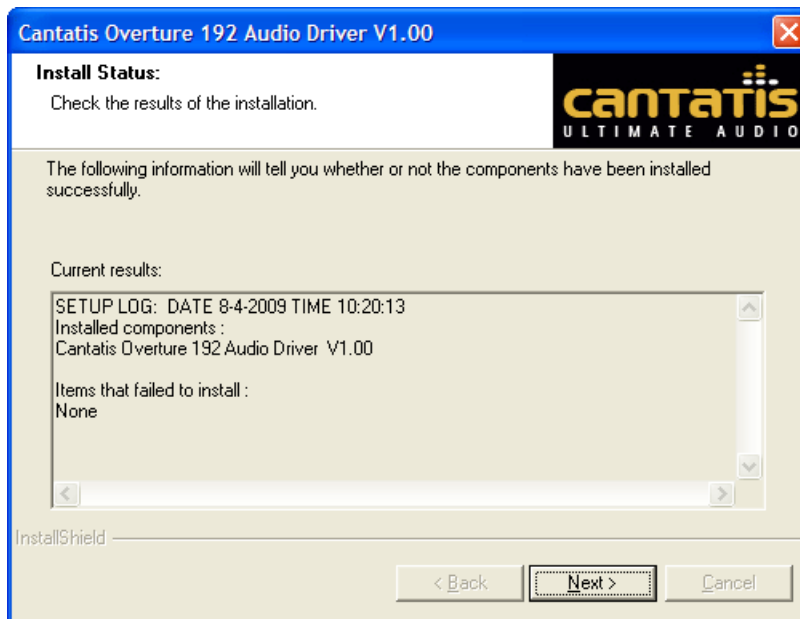 Cantatis Overture 192 Audio Driver V1.00
Install Status:
Check the results of the installation.
cantatis
ULTIMATE AUDIO
The following information will tell you whether or not the components have been installed
successfully.
Current results:
SETUP LOG:  DATE 8-4-2009 TIME 10:20:13
Installed components :
Cantatis Overture 192 Audio Driver  V1.00
Items that failed to install :
None
InstallShield
< Back
Next >
Cancel